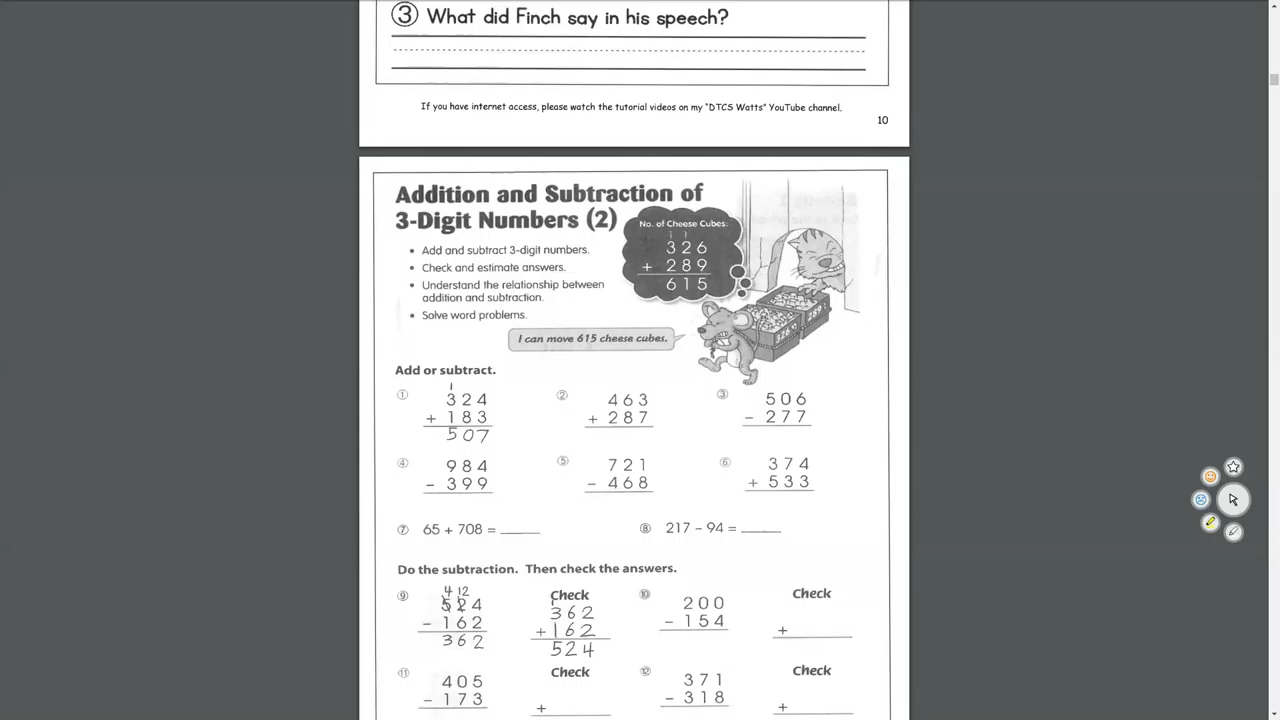 ③ What did Finch say in his speech?
If you have internet access, please watch the tutorial videos on my "DTCS Watts" YouTube channel.
10
Addition and Subtraction of
3-Digit Numbers (2)
• Add and subtract 3-digit numbers.
• Check and estimate answers.
• Understand the relationship between
addition and subtraction.
• Solve word problems.
No. of Cheese Cubes:
1 1
326
+ 289
615
I can move 615 cheese cubes.
Add or subtract.
1
① 324
+ 183
507
② 463
+ 287
③ 506
- 277
④ 984
- 399
⑤ 721
- 468
⑥ 374
+ 533
⑦ 65 + 708 = ____
⑧ 217 – 94 = ____
Do the subtraction. Then check the answers.
4 12
⑨ 524
- 162
362
Check
1
362
+ 162
524
⑩ 200
- 154
Check
+
⑪ 405
- 173
Check
+
⑫ 371
- 318
Check
+